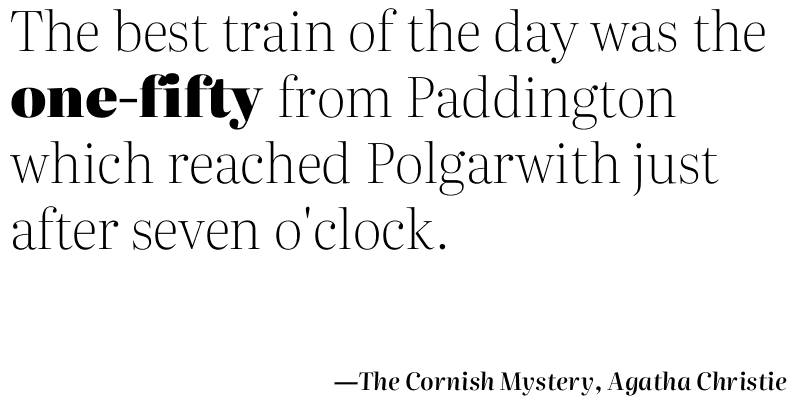 The best train of the day was the
one-fifty from Paddington
which reached Polgarwith just
after seven o'clock.
—The Cornish Mystery, Agatha Christie